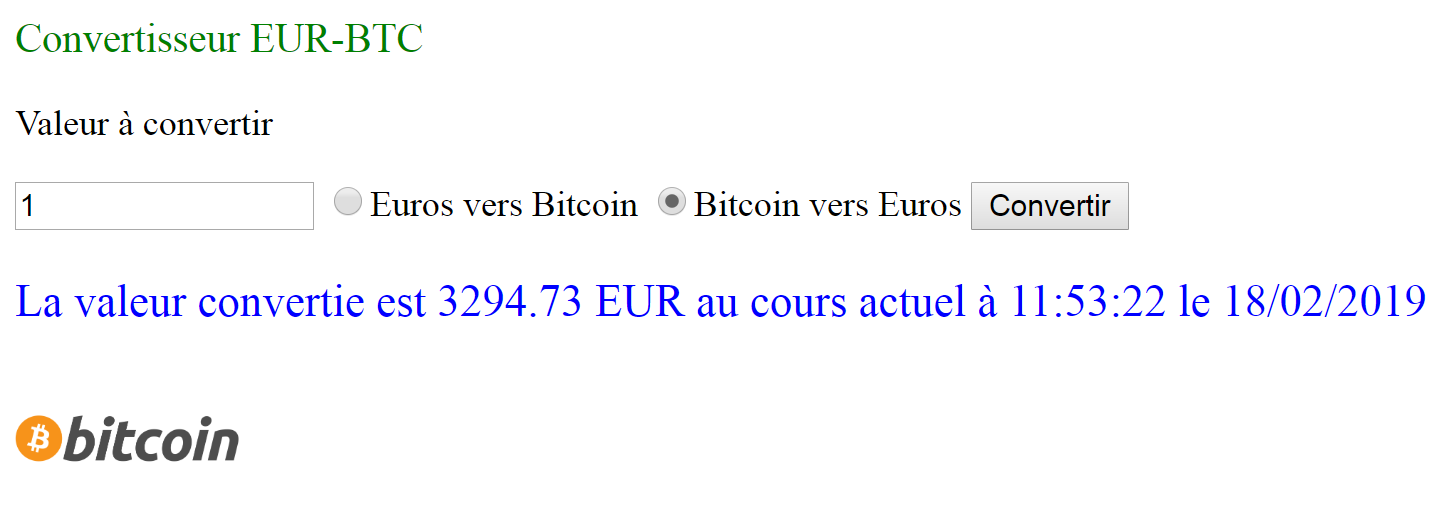 Convertisseur EUR-BTC
Valeur à convertir
1 Euros vers Bitcoin Bitcoin vers Euros Convertir
La valeur convertie est 3294.73 EUR au cours actuel à 11:53:22 le 18/02/2019
bitcoin